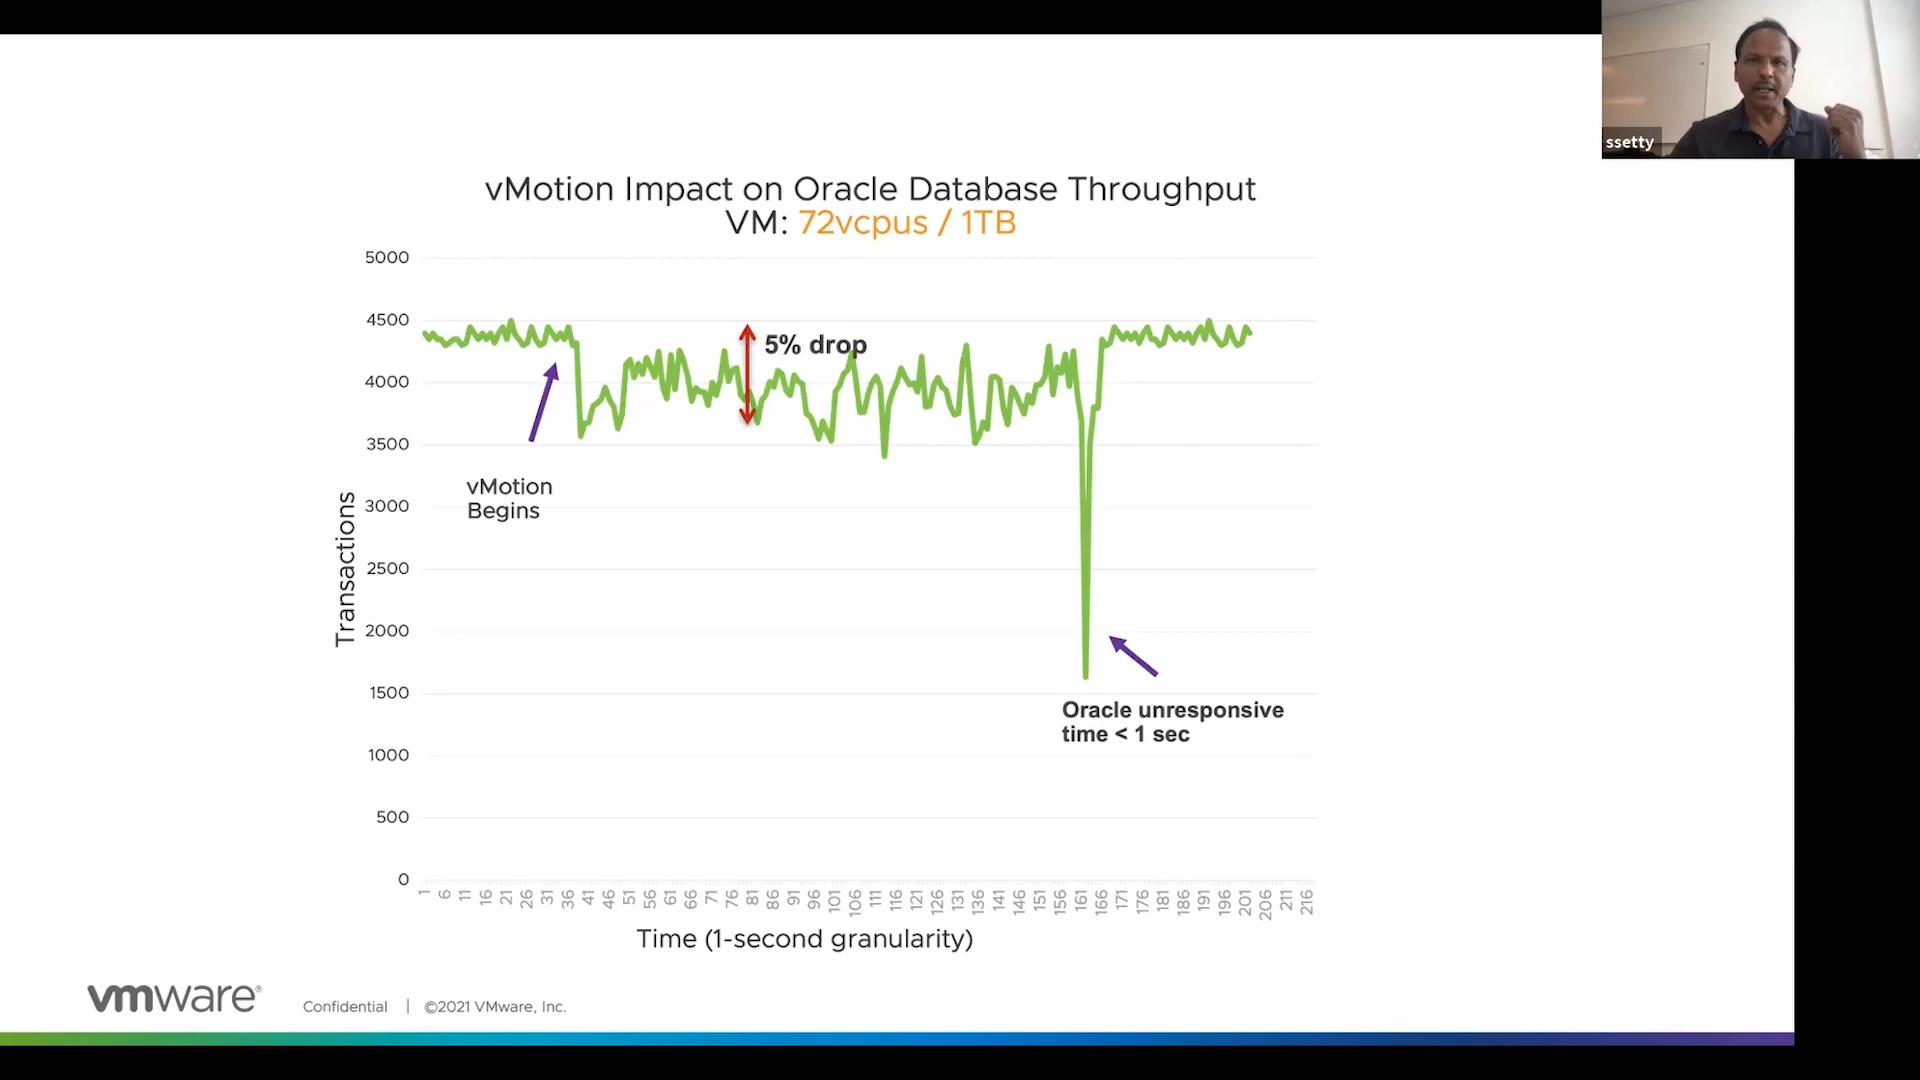 ssetty
vMotion Impact on Oracle Database Throughput
VM: 72vcpus / 1TB
5000
4500
4000
3500
3000
2500
2000
1500
1000
500
0
Transactions
5% drop
vMotion
Begins
Oracle unresponsive
time < 1 sec
1 6 11 16 21 26 31 36 41 46 51 56 61 66 71 76 81 86 91 96 101 106 111 116 121 126 131 136 141 146 151 156 161 166 171 176 181 186 191 196 201 206 211 216
Time (1-second granularity)
vmware®
Confidential | ©2021 VMware, Inc.